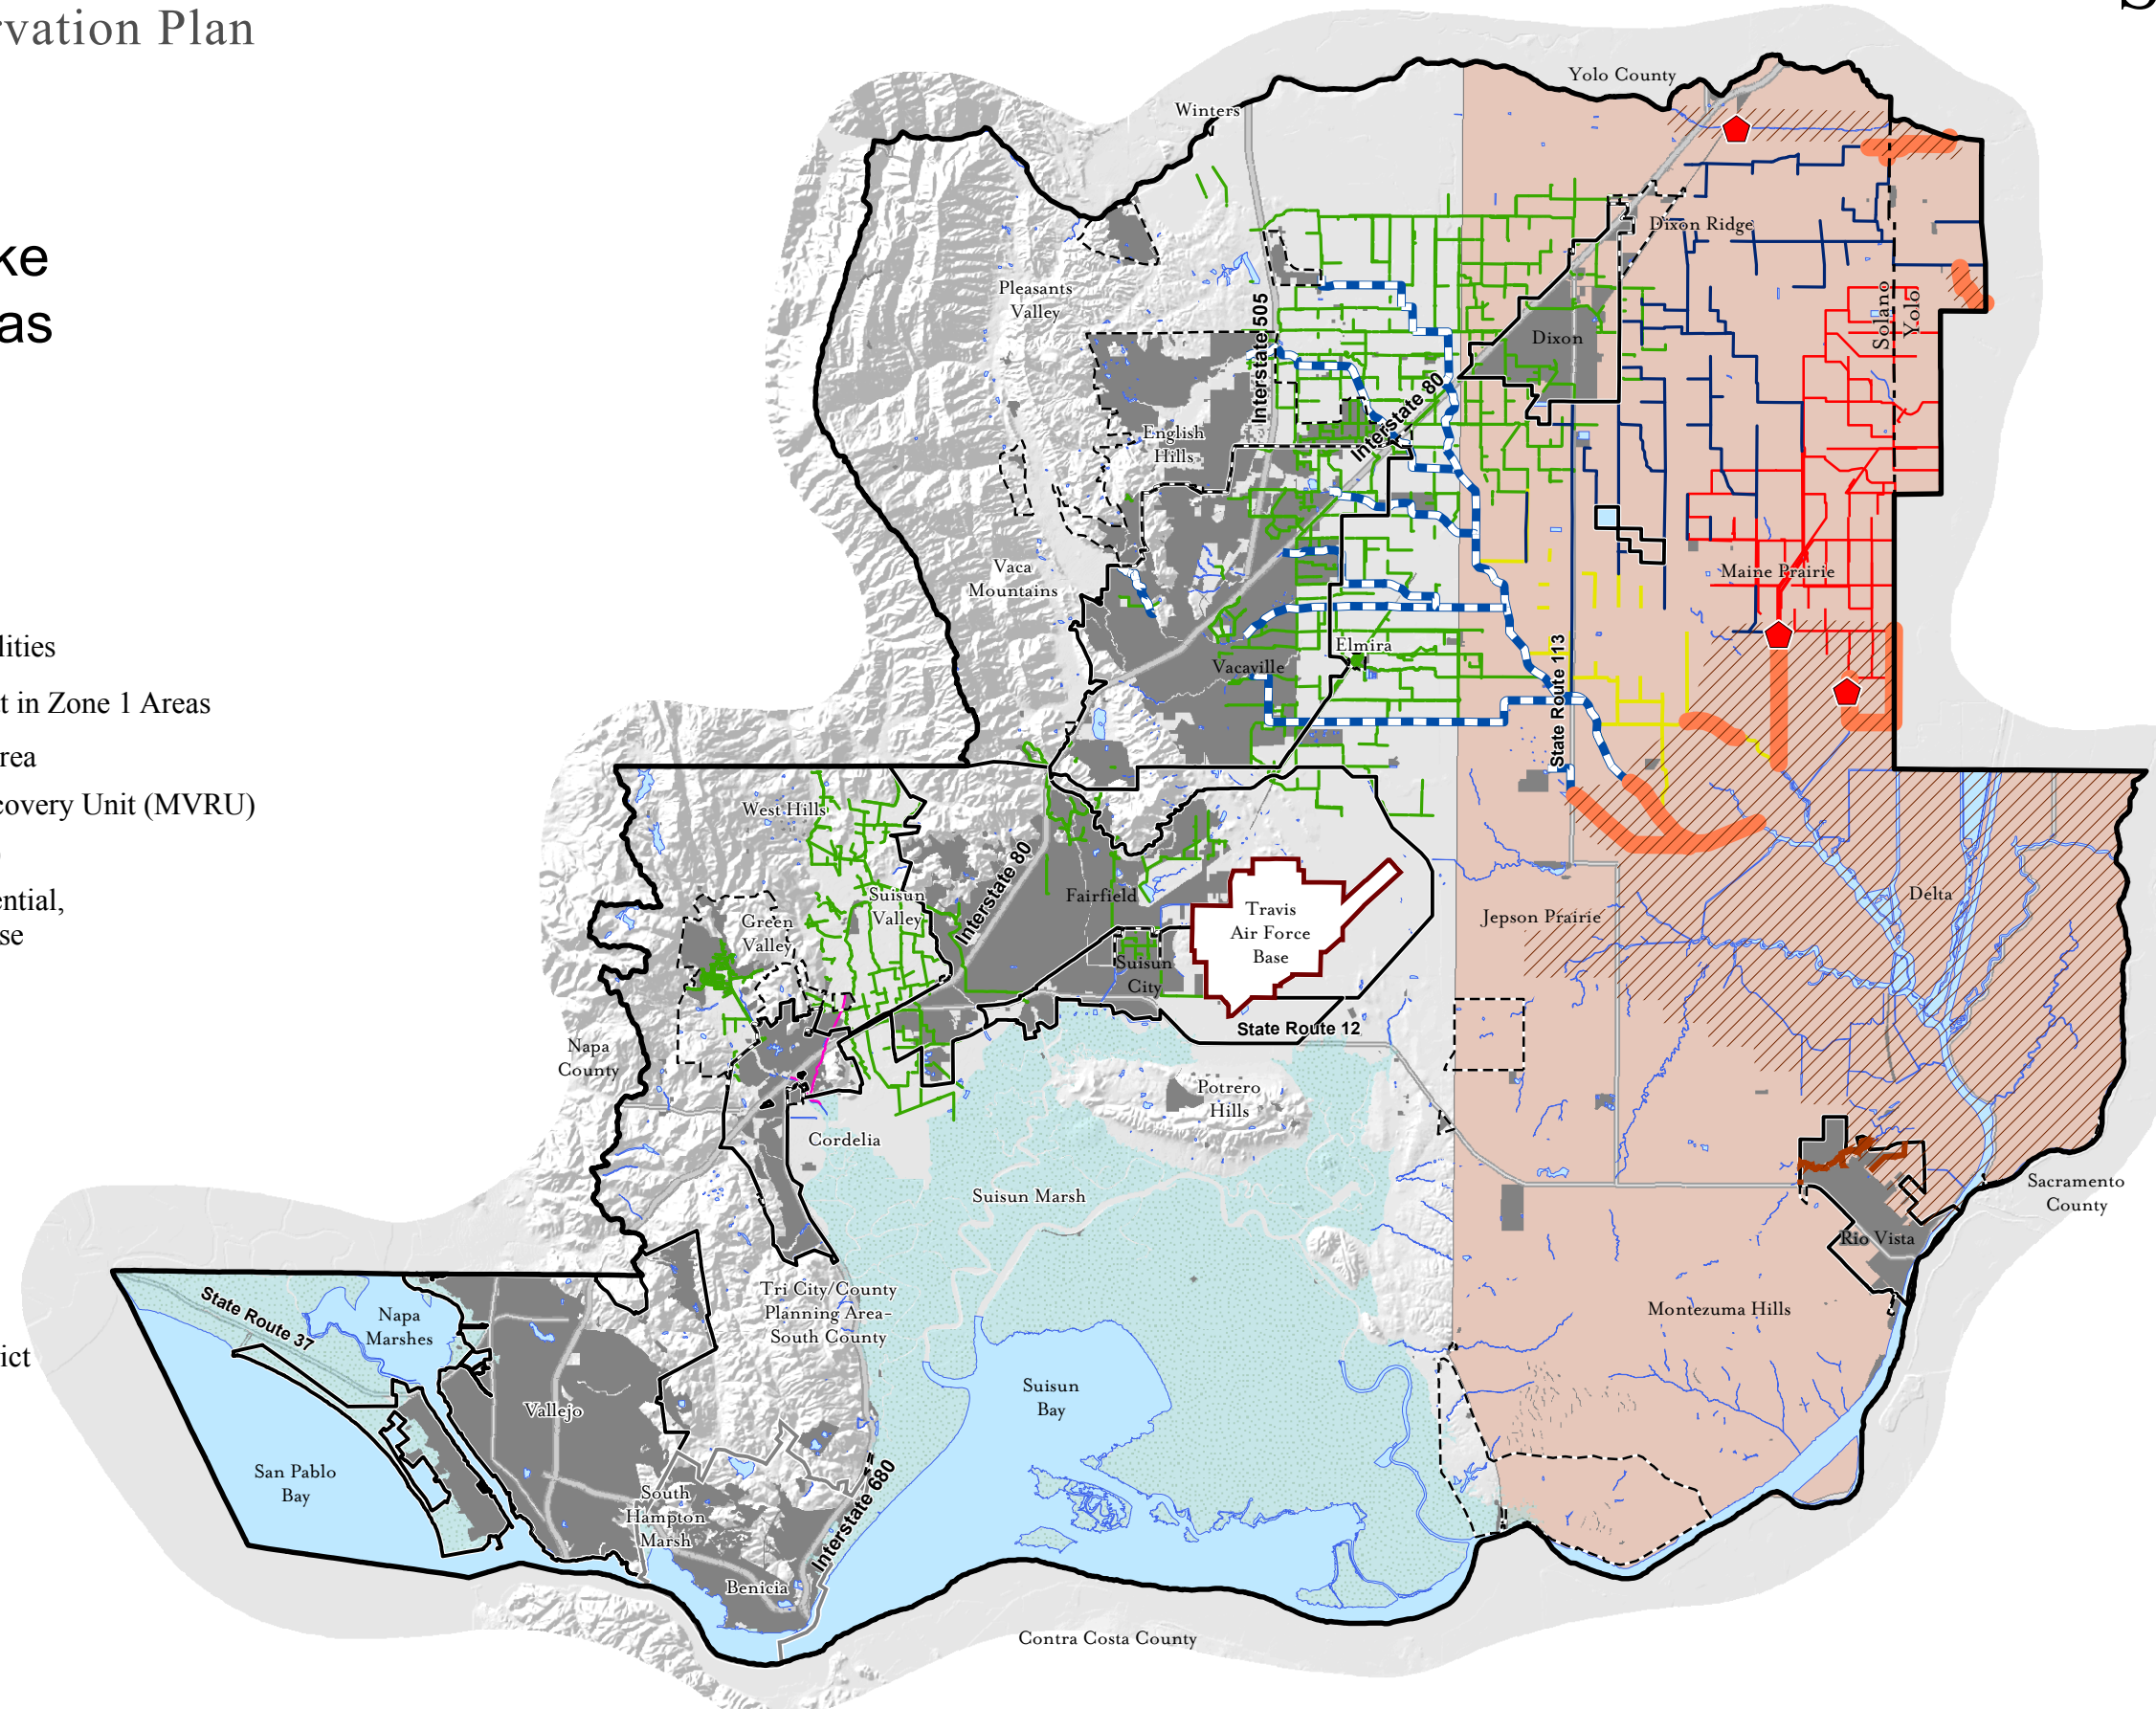 rvation Plan
S
ke
as
lities
t in Zone 1 Areas
rea
covery Unit (MVRU)
ential,
se
ict
Yolo County
Winters
Dixon Ridge
Pleasants
Valley
Interstate 505
Solano
Yolo
Dixon
English
Hills
Interstate 80
Vaca
Mountains
Maine Prairie
Elmira
Vacaville
State Route 113
West Hills
Interstate 80
Fairfield
Suisun
Valley
Green
Valley
Travis
Air Force
Base
Jepson Prairie
Delta
Suisun
City
State Route 12
Napa
County
Potrero
Hills
Cordelia
Suisun Marsh
Sacramento
County
Rio Vista
Tri City/County
Planning Area-
South County
Montezuma Hills
State Route 37
Napa
Marshes
Suisun
Bay
Vallejo
San Pablo
Bay
South
Hampton
Marsh
Interstate 680
Benicia
Contra Costa County